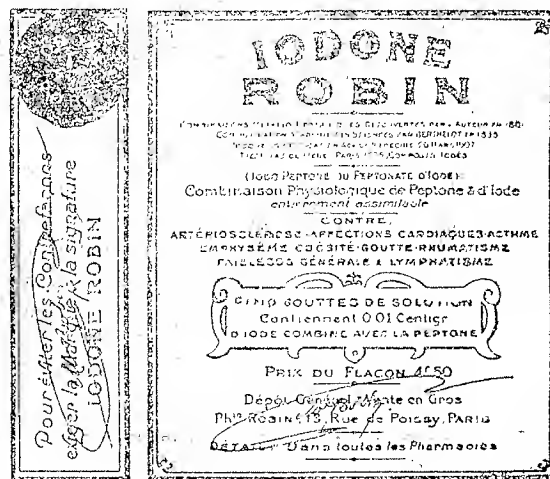 Pour éviter les Contrefaçons
exiger la Marque & la signature
IODONE ROBIN
IODONE
ROBIN
(IODO PEPTONE OU PEPTONATE D'IODE)
Combinaison Physiologique de Peptone & d'Iode
entièrement assimilable
CONTRE,
ARTÉRIOSCLÉROSE-AFFECTIONS CARDIAQUES-ASTHME
EMPHYSÈME OBÉSITÉ-GOUTTE-RHUMATISME
FAIBLESSE GÉNÉRALE & LYMPHATISME
CINQ GOUTTES DE SOLUTION
Contiennent 0.01 Centigr
D'IODE COMBINÉ AVEC LA PEPTONE
PRIX DU FLACON
Dépôt Général, Vente en Gros
Phie ROBIN, 13, Rue de Poissy, PARIS
DÉTAIL: Dans toutes les Pharmacies